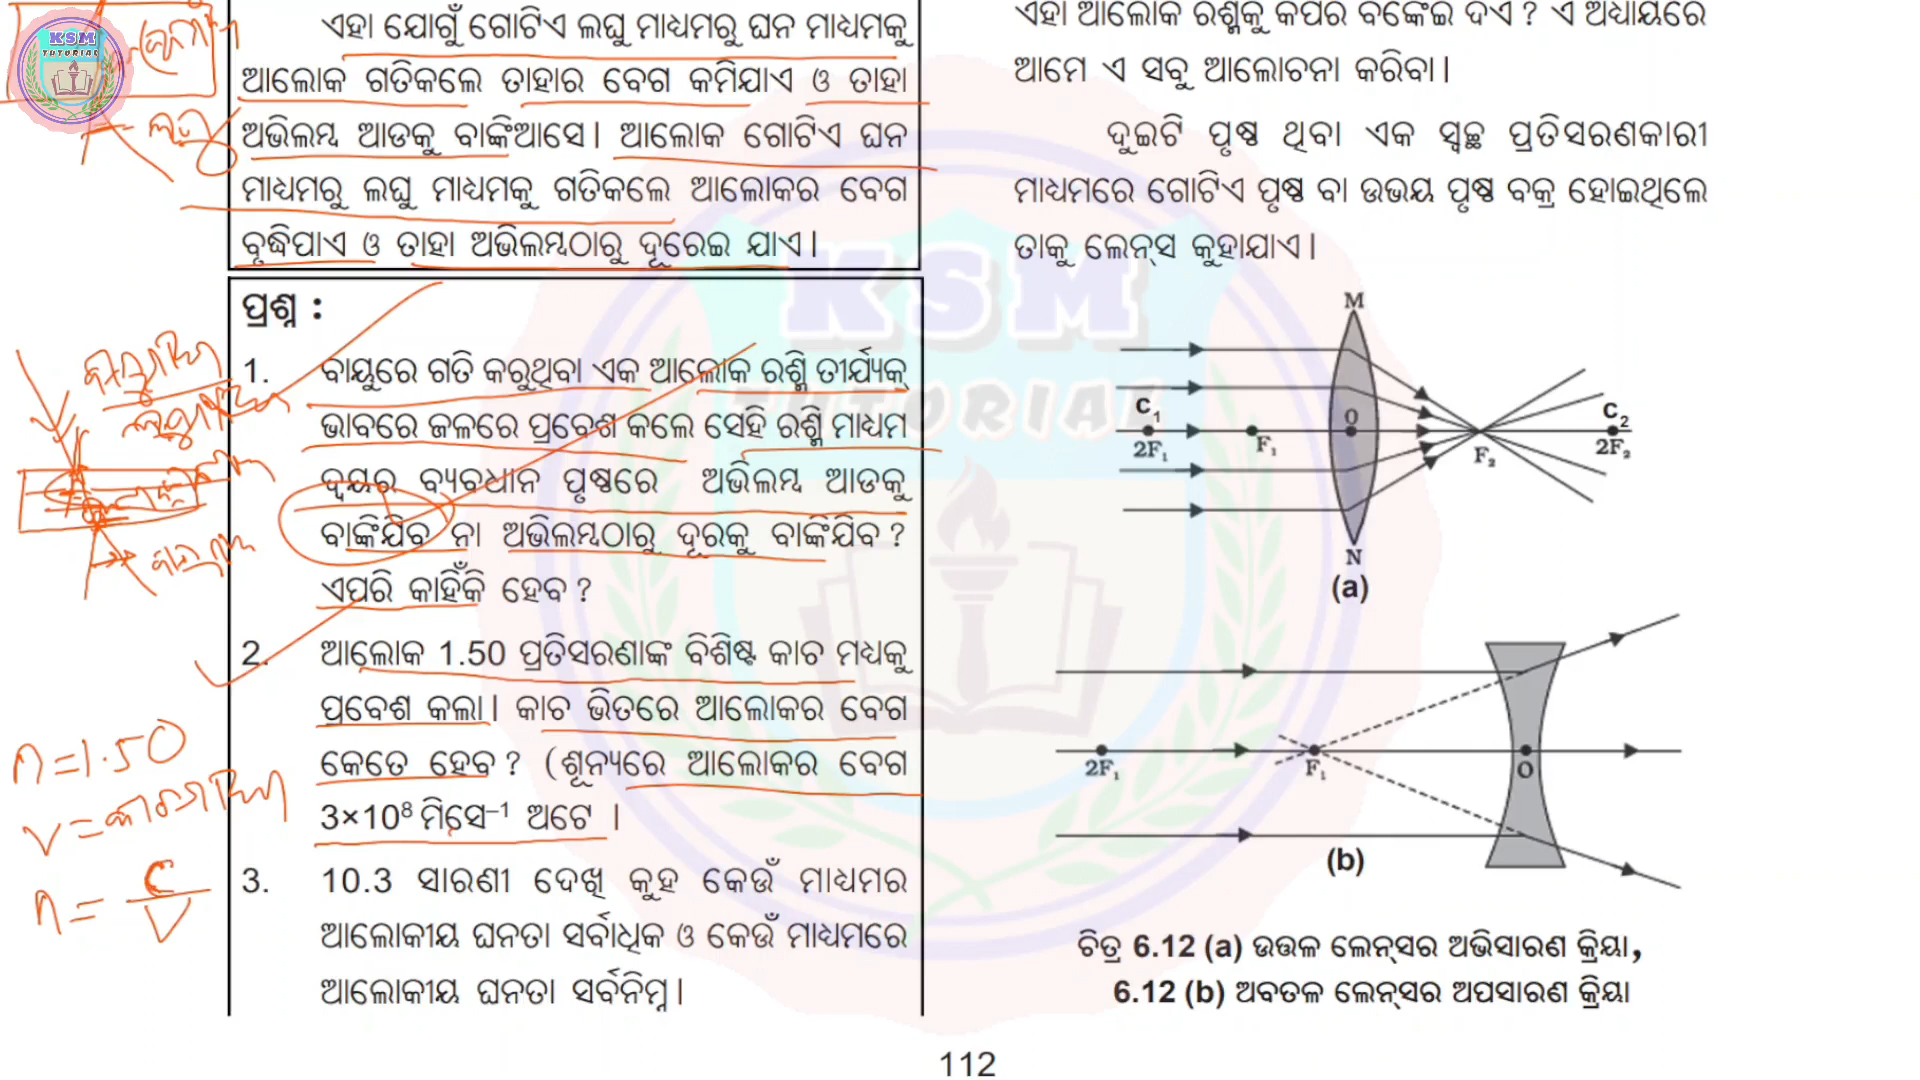 KSM
TUTORIAL
ଏହା ଯୋଗୁଁ ଗୋଟିଏ ଲଘୁ ମାଧ୍ୟମରୁ ଘନ ମାଧ୍ୟମକୁ
ଆଲୋକ ଗତିକଲେ ତାହାର ବେଗ କମିଯାଏ ଓ ତାହା
ଅଭିଲମ୍ବ ଆଡକୁ ବାଙ୍କିଆସେ। ଆଲୋକ ଗୋଟିଏ ଘନ
ମାଧ୍ୟମରୁ ଲଘୁ ମାଧ୍ୟମକୁ ଗତିକଲେ ଆଲୋକର ବେଗ
ବୃଦ୍ଧିପାଏ ଓ ତାହା ଅଭିଲମ୍ବଠାରୁ ଦୂରେଇ ଯାଏ।
ପ୍ରଶ୍ନ :
1. ବାୟୁରେ ଗତି କରୁଥିବା ଏକ ଆଲୋକ ରଶ୍ମି ତୀର୍ଯ୍ୟକ୍
ଭାବରେ ଜଳରେ ପ୍ରବେଶ କଲେ ସେହି ରଶ୍ମି ମାଧ୍ୟମ
ଦ୍ୱୟର ବ୍ୟବଧାନ ପୃଷ୍ଠରେ ଅଭିଲମ୍ବ ଆଡକୁ
ବାଙ୍କିଯିବ ନା ଅଭିଲମ୍ବଠାରୁ ଦୂରକୁ ବାଙ୍କିଯିବ ?
ଏପରି କାହିଁକି ହେବ ?
2. ଆଲୋକ 1.50 ପ୍ରତିସରଣାଙ୍କ ବିଶିଷ୍ଟ କାଚ ମଧ୍ୟକୁ
ପ୍ରବେଶ କଲା। କାଚ ଭିତରେ ଆଲୋକର ବେଗ
କେତେ ହେବ ? (ଶୂନ୍ୟରେ ଆଲୋକର ବେଗ
3×10⁸ ମିସେ⁻¹ ଅଟେ ।
n=1.50
v=
n= c/v
3. 10.3 ସାରଣୀ ଦେଖି କୁହ କେଉଁ ମାଧ୍ୟମର
ଆଲୋକୀୟ ଘନତା ସର୍ବାଧିକ ଓ କେଉଁ ମାଧ୍ୟମରେ
ଆଲୋକୀୟ ଘନତା ସର୍ବନିମ୍ନ।
ଏହା ଆଲୋକ ରଶ୍ମିକୁ କିପରି ବଙ୍କେଇ ଦିଏ ? ଏ ଅଧ୍ୟାୟରେ
ଆମେ ଏ ସବୁ ଆଲୋଚନା କରିବା।
ଦୁଇଟି ପୃଷ୍ଠ ଥିବା ଏକ ସ୍ୱଚ୍ଛ ପ୍ରତିସରଣକାରୀ
ମାଧ୍ୟମରେ ଗୋଟିଏ ପୃଷ୍ଠ ବା ଉଭୟ ପୃଷ୍ଠ ବକ୍ର ହୋଇଥିଲେ
ତାକୁ ଲେନ୍‌ସ କୁହାଯାଏ।
KSM
TUTORIAL
M
C₁ O C₂
2F₁ F₁ F₂ 2F₂
N
(a)
2F₁ F₁ O
(b)
ଚିତ୍ର 6.12 (a) ଉତ୍ତଳ ଲେନ୍‌ସର ଅଭିସାରଣ କ୍ରିୟା,
6.12 (b) ଅବତଳ ଲେନ୍‌ସର ଅପସାରଣ କ୍ରିୟା
112